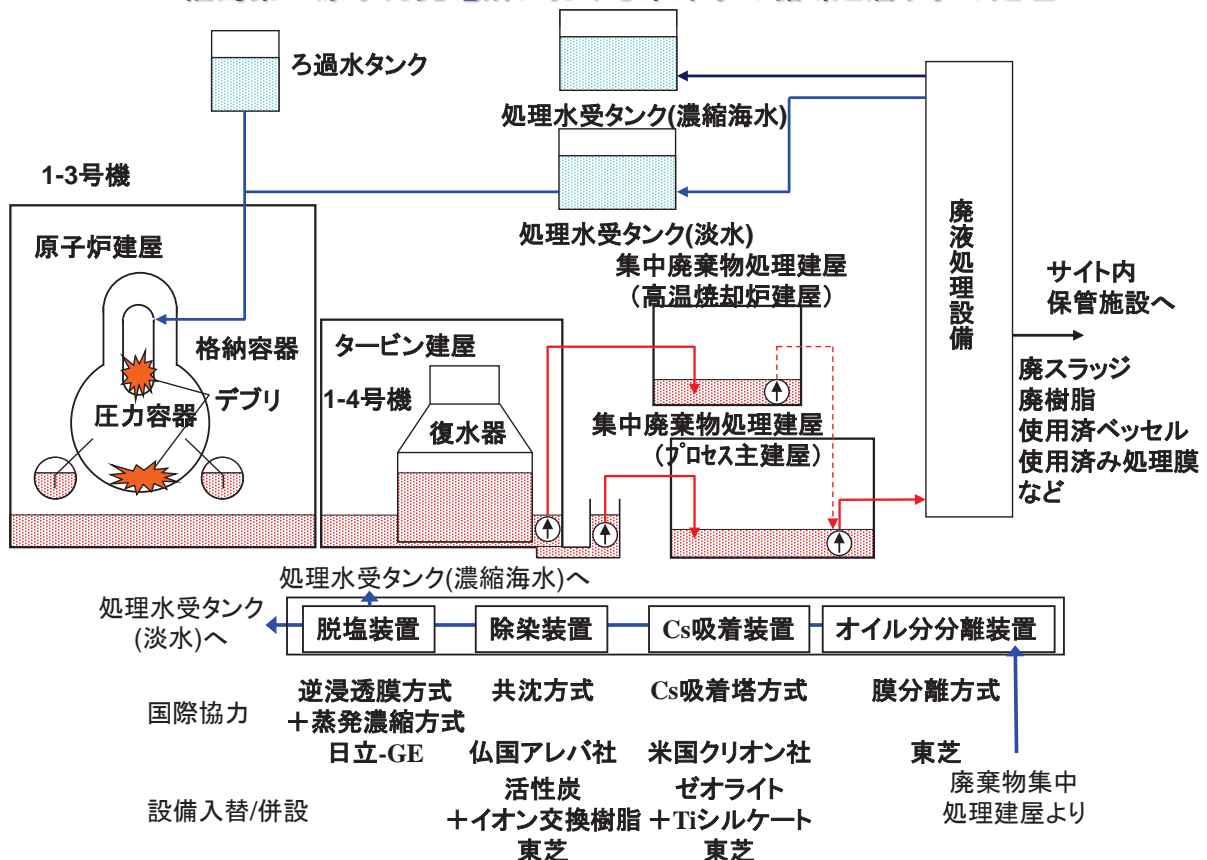 ろ過水タンク
処理水受タンク(濃縮海水)
1-3号機
原子炉建屋
処理水受タンク(淡水)
集中廃棄物処理建屋
（高温焼却炉建屋）
廃液処理設備
サイト内
保管施設へ
格納容器
タービン建屋
デブリ
1-4号機
圧力容器
復水器
集中廃棄物処理建屋
（プロセス主建屋）
廃スラッジ
廃樹脂
使用済ベッセル
使用済み処理膜
など
処理水受タンク(濃縮海水)へ
処理水受タンク
(淡水)へ
脱塩装置
除染装置
Cs吸着装置
オイル分分離装置
国際協力
逆浸透膜方式
＋蒸発濃縮方式
日立-GE
共沈方式
仏国アレバ社
Cs吸着塔方式
米国クリオン社
膜分離方式
東芝
廃棄物集中
処理建屋より
設備入替/併設
活性炭
＋イオン交換樹脂
東芝
ゼオライト
＋Tiシルケート
東芝